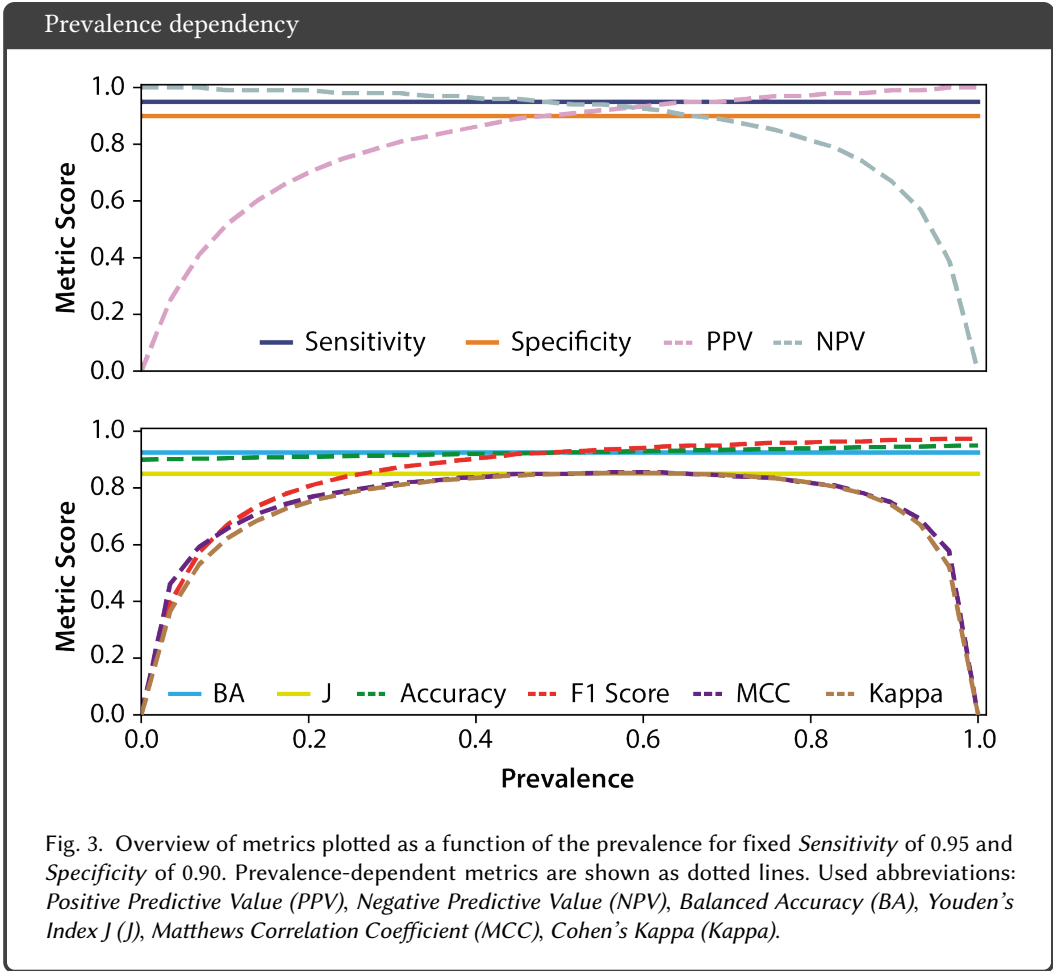 Prevalence dependency
1.0
0.8
0.6
0.4
0.2
0.0
Metric Score
Sensitivity Specificity PPV NPV
1.0
0.8
0.6
0.4
0.2
0.0
Metric Score
BA J Accuracy F1 Score MCC Kappa
0.0 0.2 0.4 0.6 0.8 1.0
Prevalence
Fig. 3. Overview of metrics plotted as a function of the prevalence for fixed Sensitivity of 0.95 and
Specificity of 0.90. Prevalence-dependent metrics are shown as dotted lines. Used abbreviations:
Positive Predictive Value (PPV), Negative Predictive Value (NPV), Balanced Accuracy (BA), Youden's
Index J (J), Matthews Correlation Coefficient (MCC), Cohen's Kappa (Kappa).